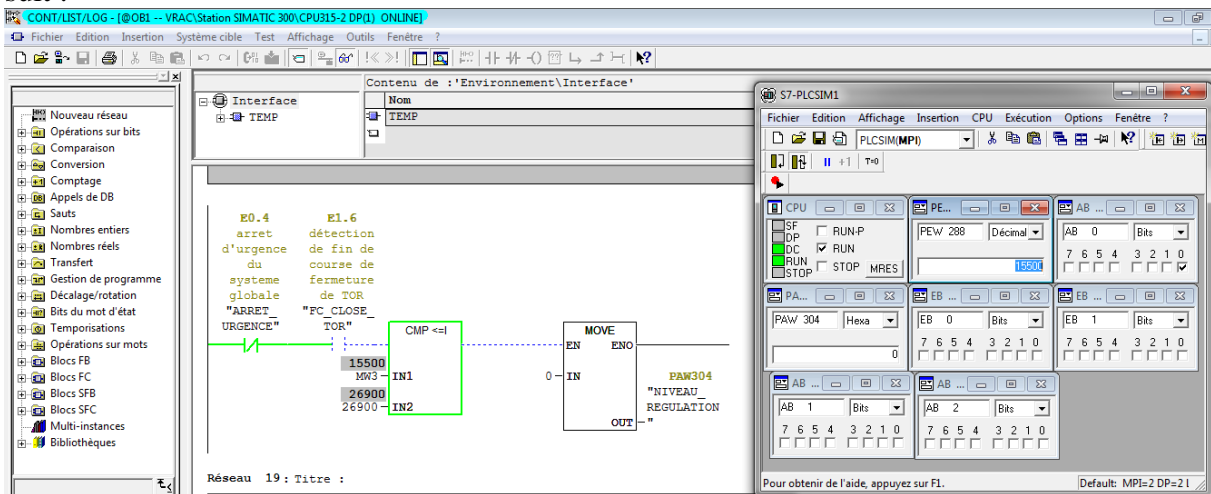 suit :
CONT/LIST/LOG - [@OB1 -- VRAC\Station SIMATIC 300\CPU315-2 DP(1) ONLINE]
Fichier Edition Insertion Système cible Test Affichage Outils Fenêtre ?
Contenu de :'Environnement\Interface'
Interface
TEMP
Nom
TEMP
Nouveau réseau
Opérations sur bits
Comparaison
Conversion
Comptage
Appels de DB
Sauts
Nombres entiers
Nombres réels
Transfert
Gestion de programme
Décalage/rotation
Bits du mot d'état
Temporisations
Opérations sur mots
Blocs FB
Blocs FC
Blocs SFB
Blocs SFC
Multi-instances
Bibliothèques
E0.4
arret
d'urgence
du
systeme
globale
"ARRET_
URGENCE"
E1.6
détection
de fin de
course de
fermeture
de TOR
"FC_CLOSE_
TOR"
CMP <=I
15500
MW3
IN1
26900
26900
IN2
MOVE
EN ENO
0
IN
OUT
PAW304
"NIVEAU_
REGULATION
"
Réseau 19 : Titre :
S7-PLCSIM1
Fichier Edition Affichage Insertion CPU Exécution Options Fenêtre ?
PLCSIM(MPI)
+1 T=0
CPU
SF
DP
DC
RUN
STOP
RUN-P
RUN
STOP
MRES
PE...
PEW 288 Décimal
15500
AB ...
AB 0 Bits
7 6 5 4 3 2 1 0
PA...
PAW 304 Hexa
0
EB ...
EB 0 Bits
7 6 5 4 3 2 1 0
EB ...
EB 1 Bits
7 6 5 4 3 2 1 0
AB ...
AB 1 Bits
7 6 5 4 3 2 1 0
AB ...
AB 2 Bits
7 6 5 4 3 2 1 0
Pour obtenir de l'aide, appuyez sur F1.
Default: MPI=2 DP=2 L